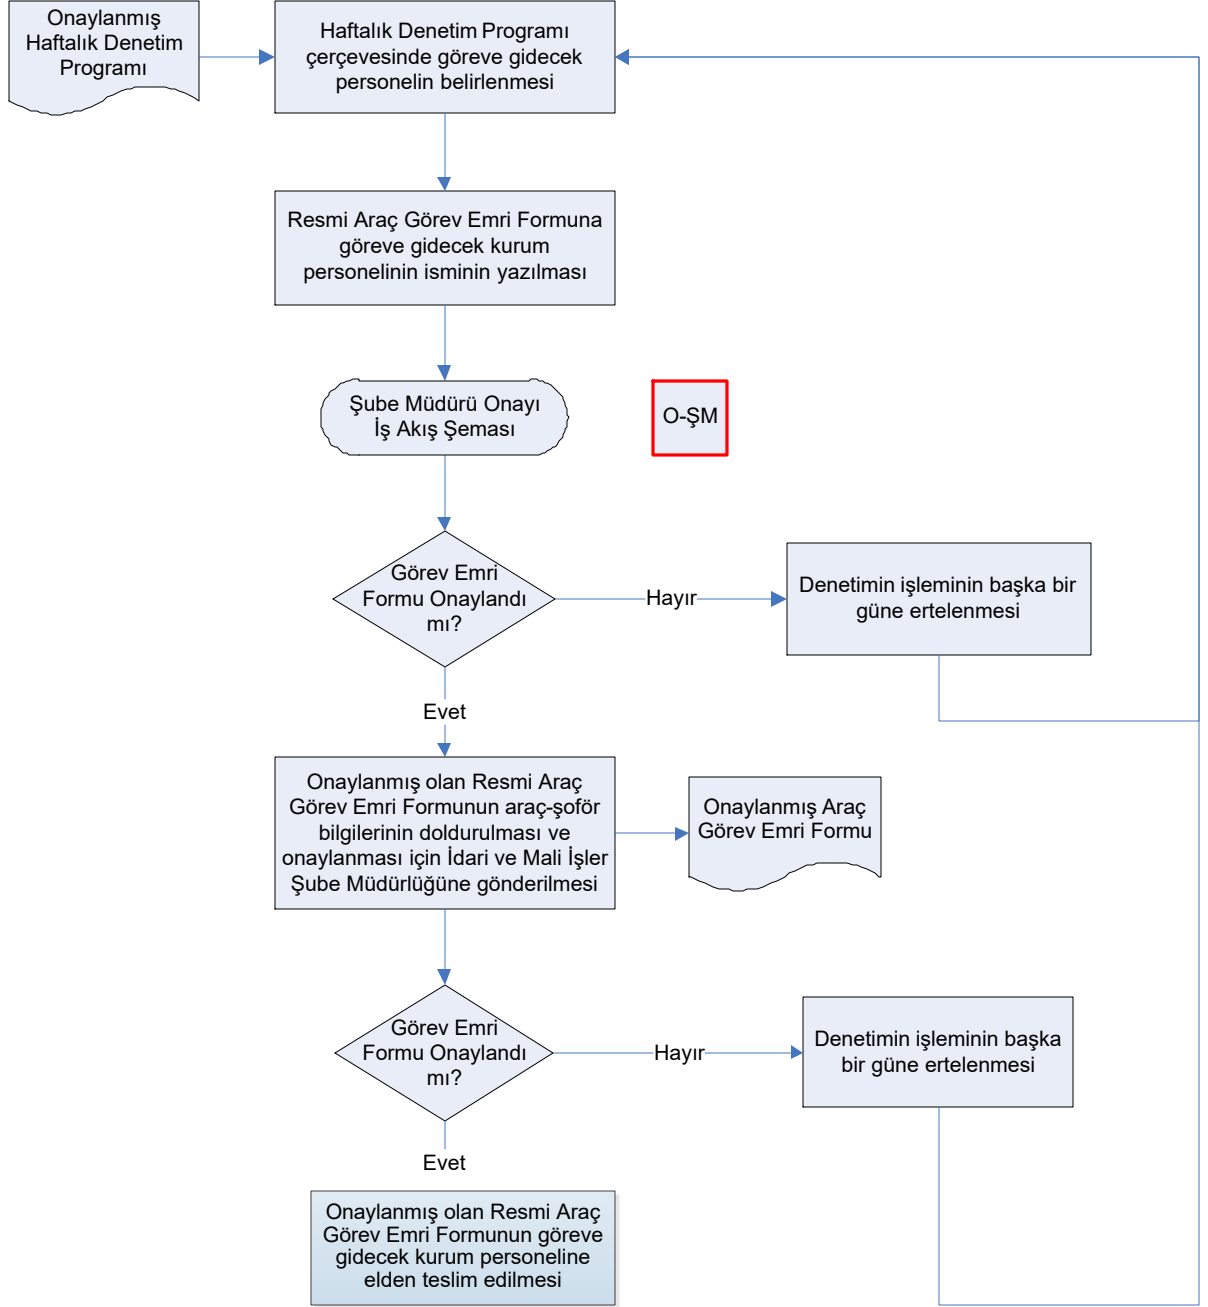 Onaylanmış
Haftalık Denetim
Programı
Haftalık Denetim Programı
çerçevesinde göreve gidecek
personelin belirlenmesi
Resmi Araç Görev Emri Formuna
göreve gidecek kurum
personelinin isminin yazılması
Şube Müdürü Onayı
İş Akış Şeması
O-ŞM
Görev Emri
Formu Onaylandı
mı?
Hayır
Denetimin işleminin başka bir
güne ertelenmesi
Evet
Onaylanmış olan Resmi Araç
Görev Emri Formunun araç-şoför
bilgilerinin doldurulması ve
onaylanması için İdari ve Mali İşler
Şube Müdürlüğüne gönderilmesi
Onaylanmış Araç
Görev Emri Formu
Görev Emri
Formu Onaylandı
mı?
Hayır
Denetimin işleminin başka
bir güne ertelenmesi
Evet
Onaylanmış olan Resmi Araç
Görev Emri Formunun göreve
gidecek kurum personeline
elden teslim edilmesi